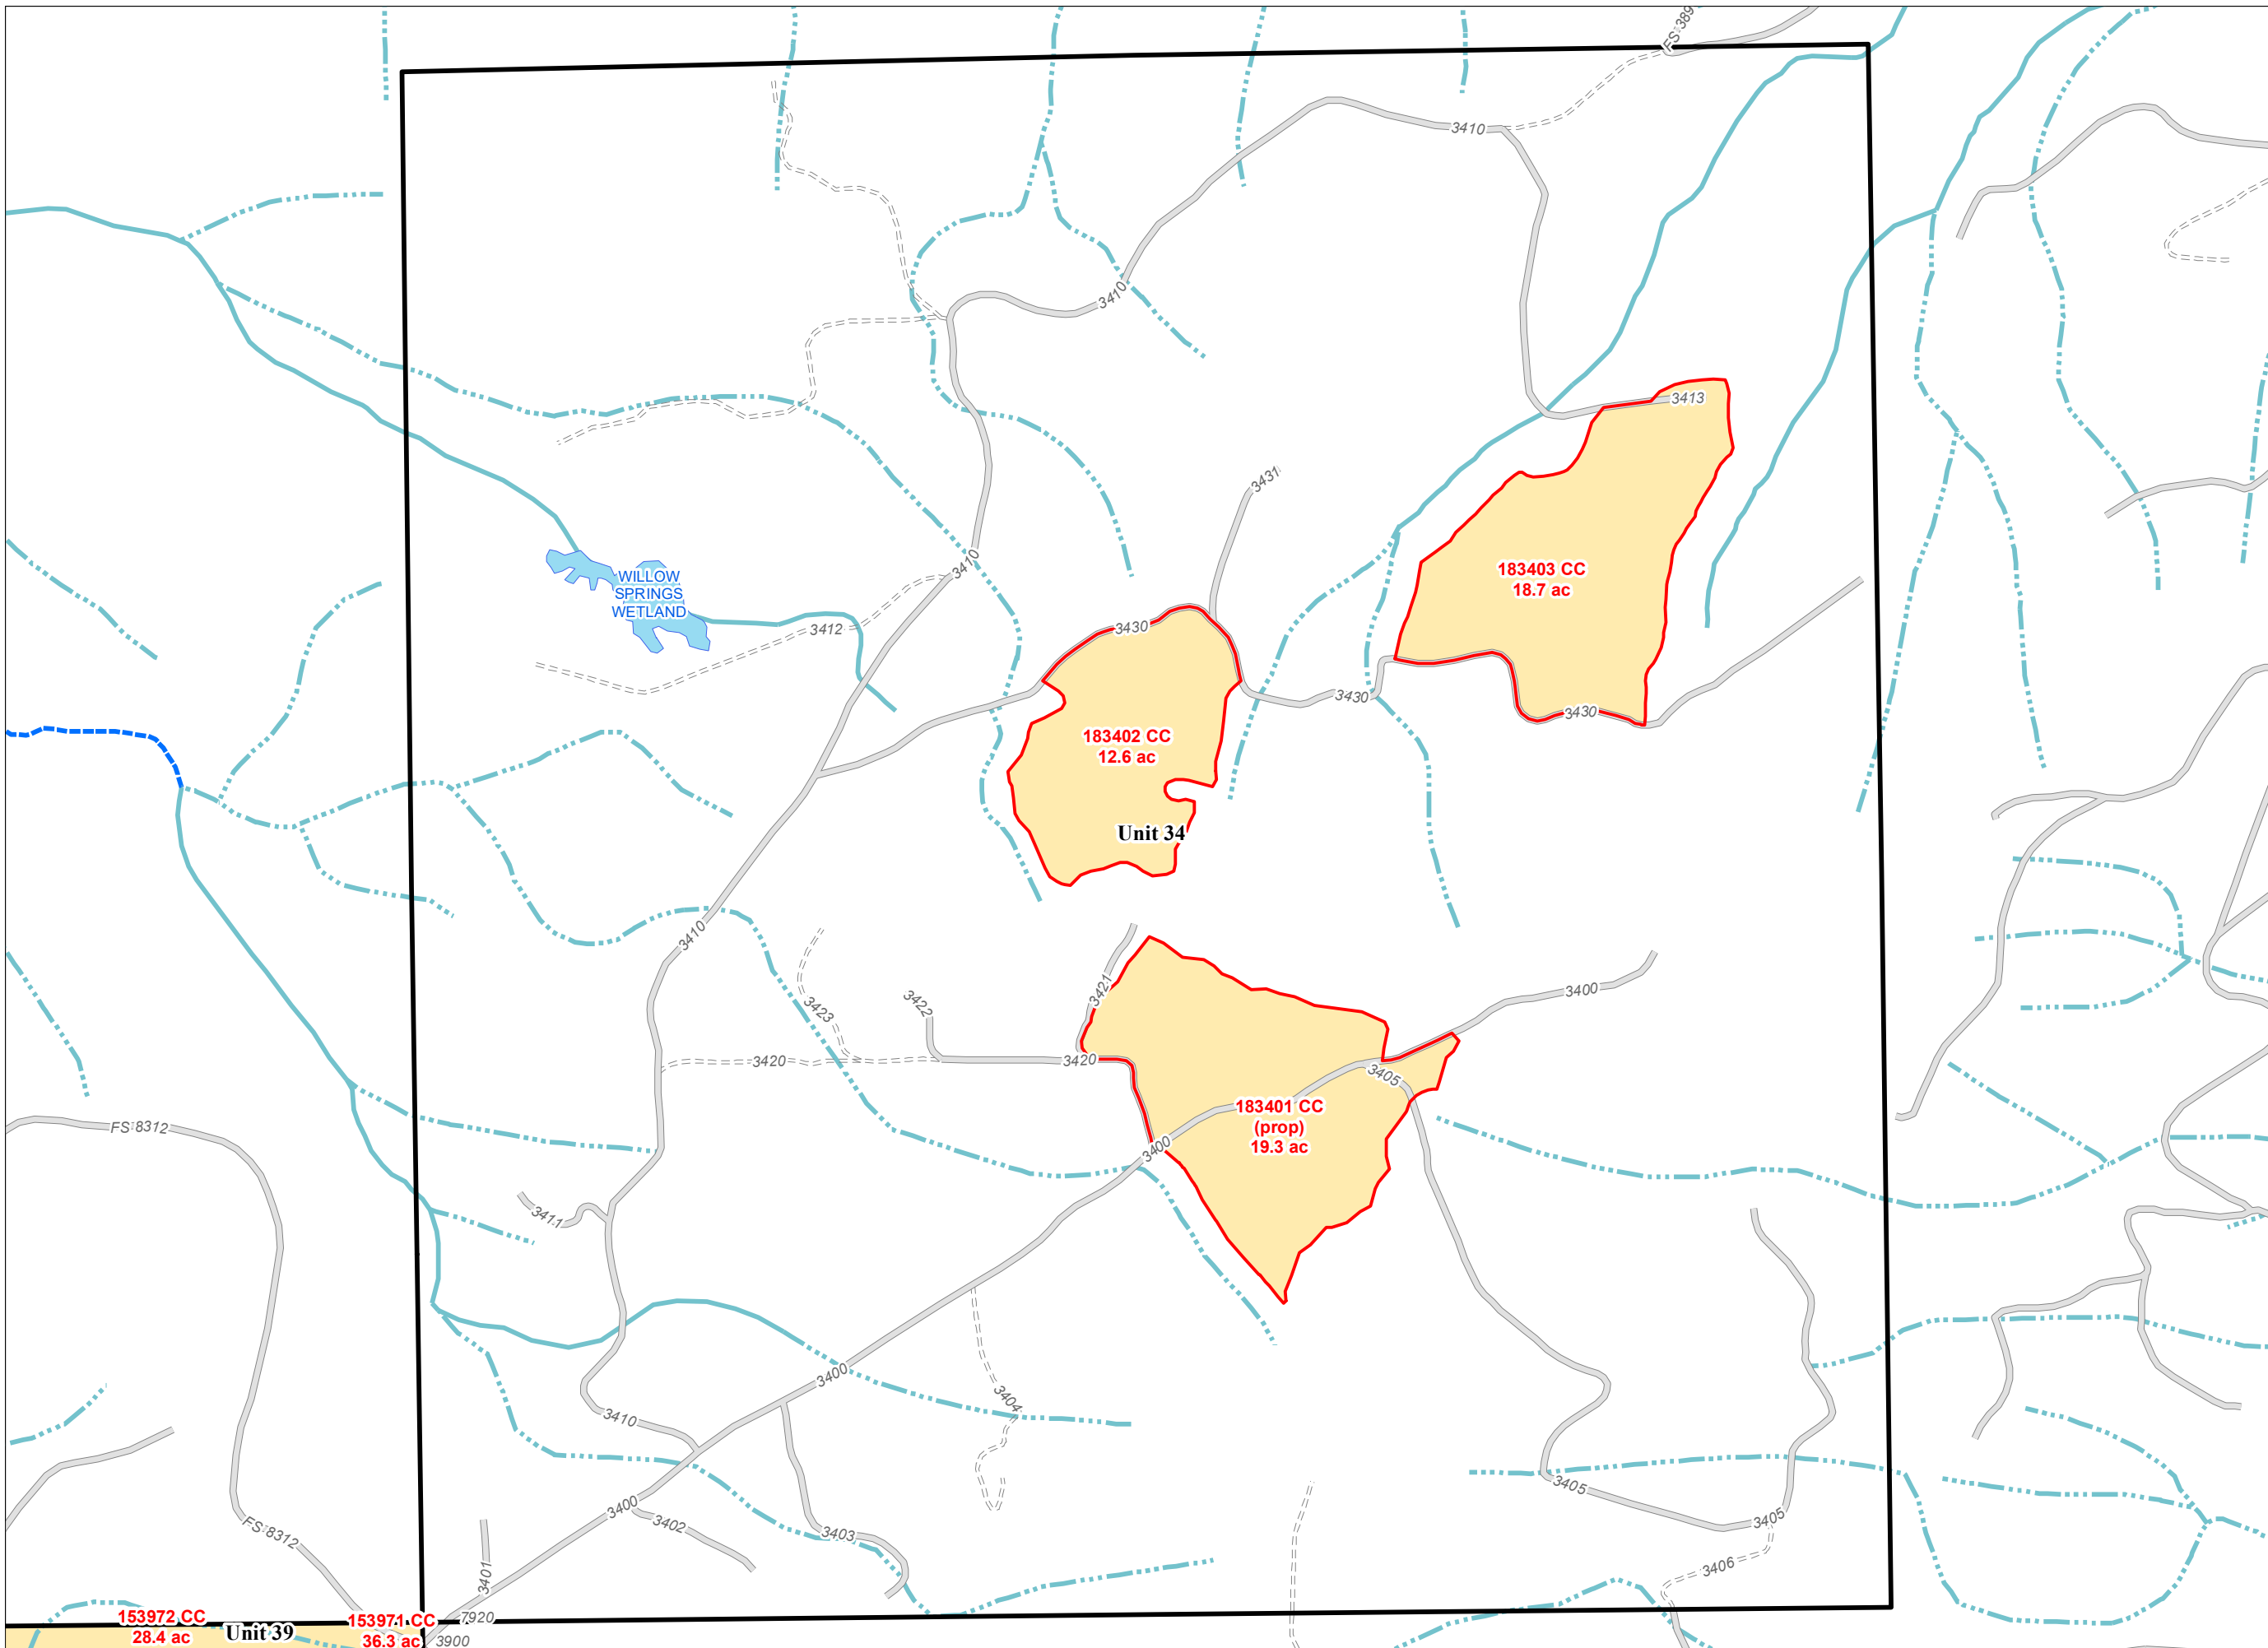 FS-389
3410
3410
3413
3431
3410
183403 CC
18.7 ac
WILLOW
SPRINGS
WETLAND
3412
3430
3430
3430
183402 CC
12.6 ac
Unit 34
3410
3421
3400
3423
3422
3420
3420
3405
183401 CC
(prop)
19.3 ac
FS-8312
3400
3411
3400
3404
3410
3405
3400
3402
3403
3405
FS-8312
3401
3406
153972 CC
28.4 ac
Unit 39
153971 CC
36.3 ac
7920
3900